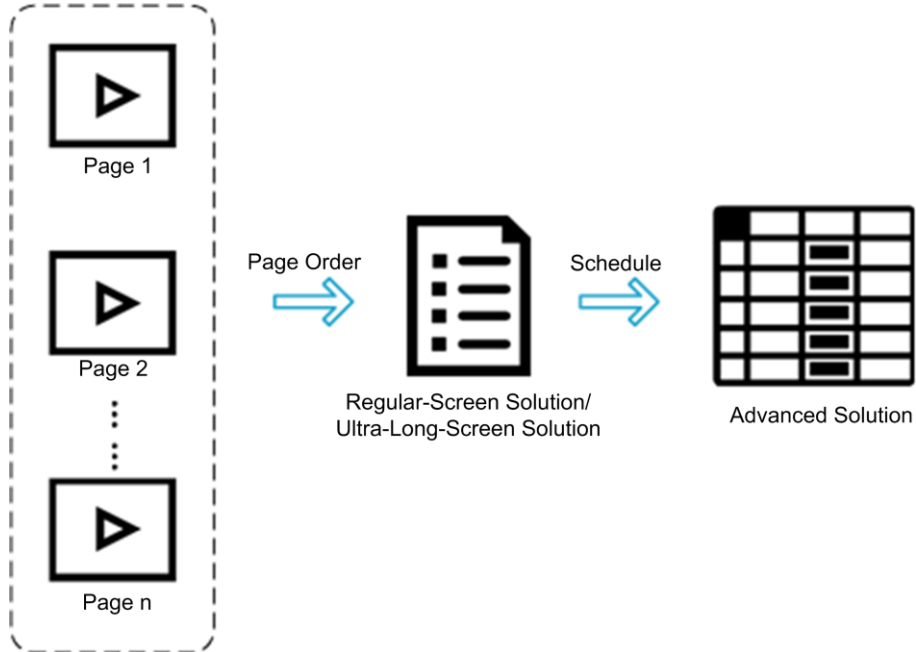 Page 1
Page 2
Page n
Page Order
Regular-Screen Solution/
Ultra-Long-Screen Solution
Schedule
Advanced Solution